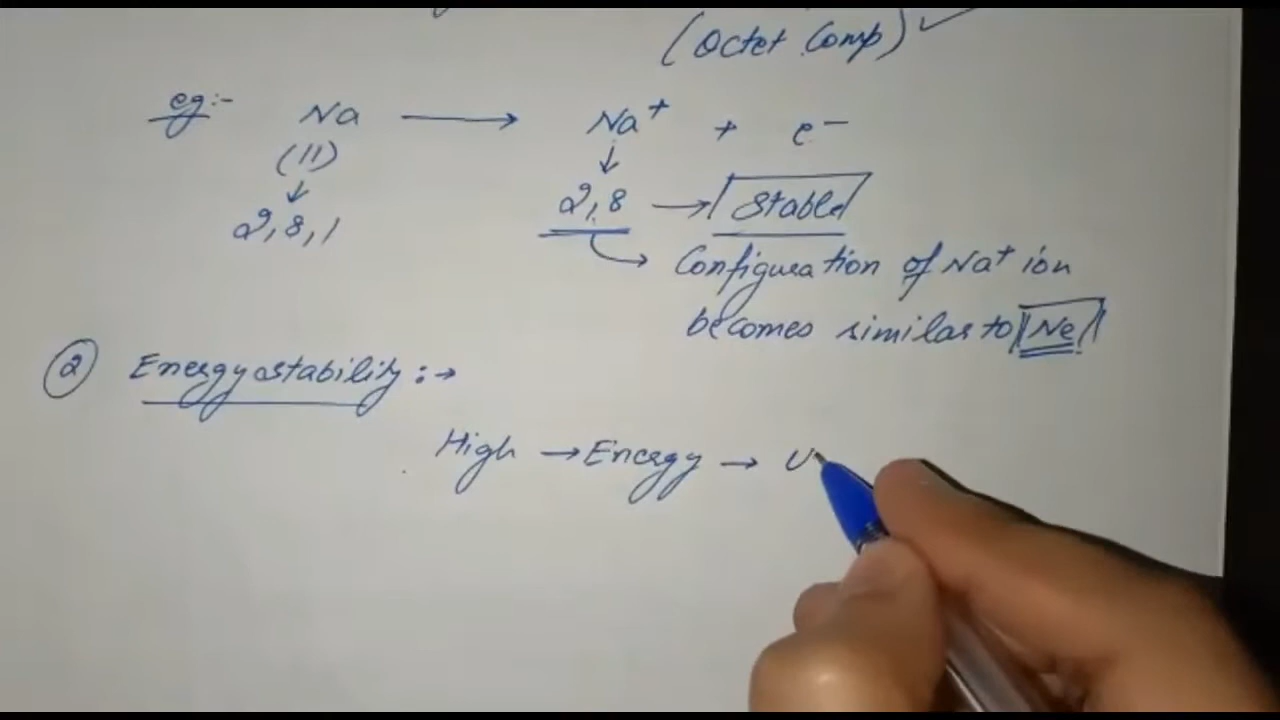 (Octet Comp) ✓
eg:- Na → Na⁺ + e⁻
(11) ↓
↓ 2,8 → Stable
2,8,1
Configuration of Na⁺ ion
becomes similar to Ne
② Energy stability :→
High → Energy → U